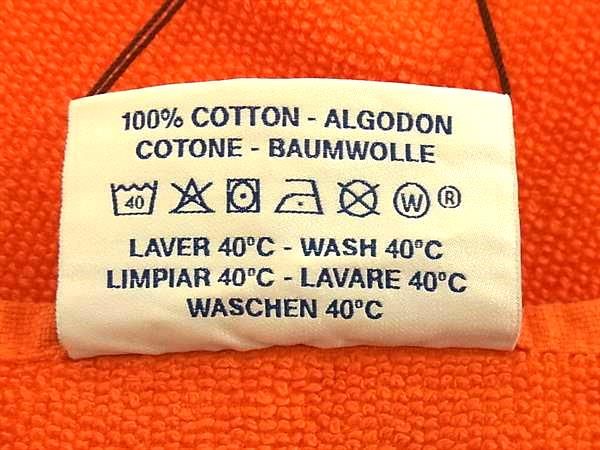 100% COTTON - ALGODON
COTONE - BAUMWOLLE
40 W ®
LAVER 40°C - WASH 40°C
LIMPIAR 40°C - LAVARE 40°C
WASCHEN 40°C